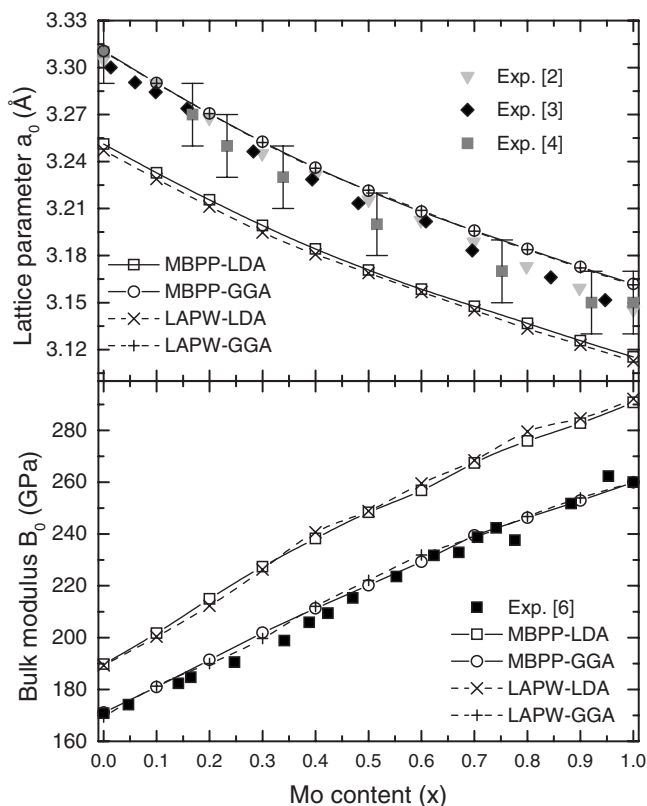 3.33
3.30
3.27
3.24
3.21
3.18
3.15
3.12
Lattice parameter a0 (Å)
Exp. [2]
Exp. [3]
Exp. [4]
MBPP-LDA
MBPP-GGA
LAPW-LDA
LAPW-GGA
280
260
240
220
200
180
160
Bulk modulus B0 (GPa)
Exp. [6]
MBPP-LDA
MBPP-GGA
LAPW-LDA
LAPW-GGA
0.0 0.1 0.2 0.3 0.4 0.5 0.6 0.7 0.8 0.9 1.0
Mo content (x)